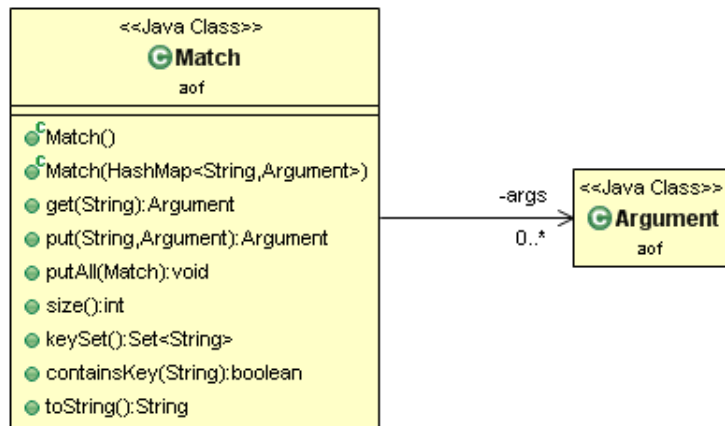 <<Java Class>>
Match
aof
Match()
Match(HashMap<String,Argument>)
get(String):Argument
put(String,Argument):Argument
putAll(Match):void
size():int
keySet():Set<String>
containsKey(String):boolean
toString():String
-args
0..*
<<Java Class>>
Argument
aof